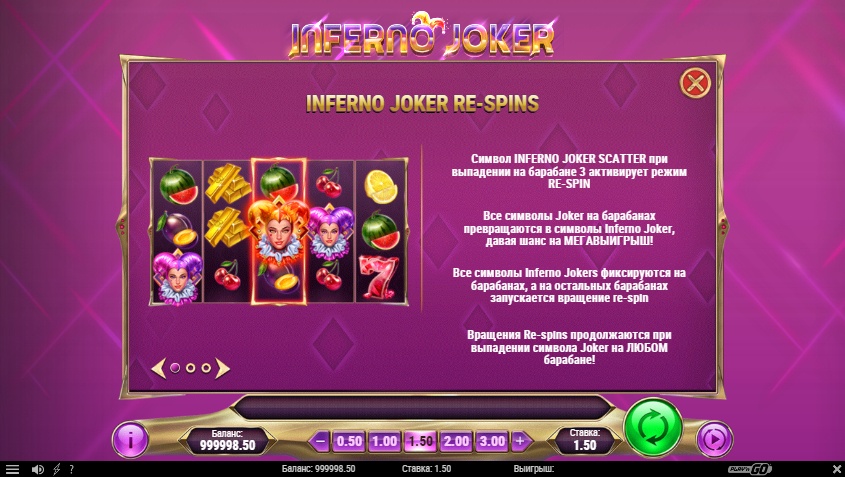 INFERNO JOKER
INFERNO JOKER RE-SPINS
Символ INFERNO JOKER SCATTER при
выпадении на барабане 3 активирует режим
RE-SPIN
Все символы Joker на барабанах
превращаются в символы Inferno Joker,
давая шанс на МЕГАВЫИГРЫШ!
Все символы Inferno Jokers фиксируются на
барабанах, а на остальных барабанах
запускается вращение re-spin
Вращения Re-spins продолжаются при
выпадении символа Joker на ЛЮБОМ
барабане!
7
i
Баланс:
999998.50
− 0.50 1.00 1.50 2.00 3.00 +
Ставка:
1.50
? Баланс: 999998.50 Ставка: 1.50 Выигрыш: PLAY'N GO